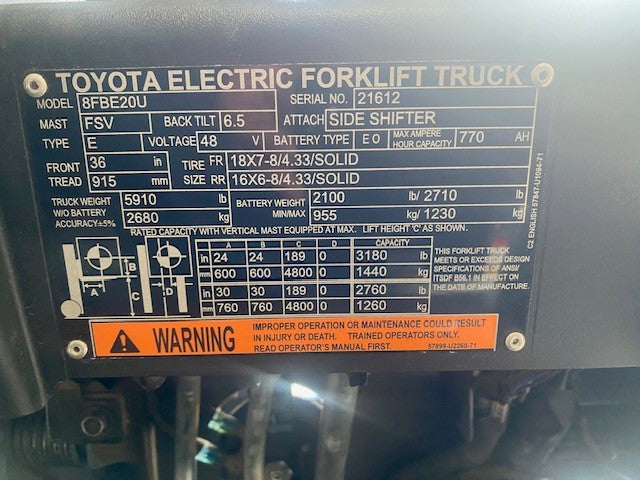 TOYOTA ELECTRIC FORKLIFT TRUCK
MODEL 8FBE20U SERIAL NO. 21612
MAST FSV BACK TILT 6.5 ATTACH SIDE SHIFTER
TYPE E VOLTAGE 48 V BATTERY TYPE E0 MAX AMPERE HOUR CAPACITY 770 AH
FRONT 36 in TIRE FR 18X7-8/4.33/SOLID
TREAD 915 mm SIZE RR 16X6-8/4.33/SOLID
TRUCK WEIGHT 5910 lb BATTERY WEIGHT 2100 lb/ 2710
W/O BATTERY
ACCURACY±5% 2680 kg MIN/MAX 955 kg/ 1230 kg
RATED CAPACITY WITH VERTICAL MAST EQUIPPED AT MAX. LIFT HEIGHT 'C' AS SHOWN.
A B C D CAPACITY
in 24 24 189 0 3180 lb
mm 600 600 4800 0 1440 kg
in 30 30 189 0 2760 lb
mm 760 760 4800 0 1260 kg
A B C D
THIS FORKLIFT TRUCK
MEETS OR EXCEEDS DESIGN
SPECIFICATIONS OF ANSI/
ITSDF B56.1 IN EFFECT ON
THE DATE OF MANUFACTURE.
C2 ENGLISH 57847-U1094-71
WARNING
IMPROPER OPERATION OR MAINTENANCE COULD RESULT
IN INJURY OR DEATH. TRAINED OPERATORS ONLY.
READ OPERATOR'S MANUAL FIRST. 57899-U2260-71